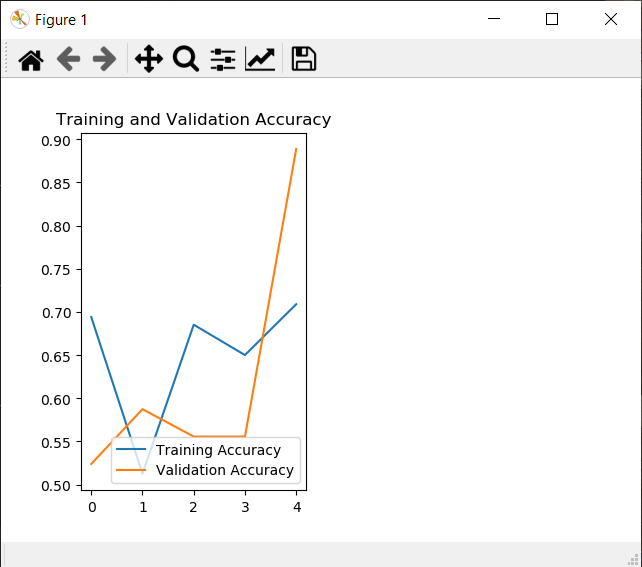 Figure 1
Training and Validation Accuracy
0.90
0.85
0.80
0.75
0.70
0.65
0.60
0.55
0.50
Training Accuracy
Validation Accuracy
0 1 2 3 4